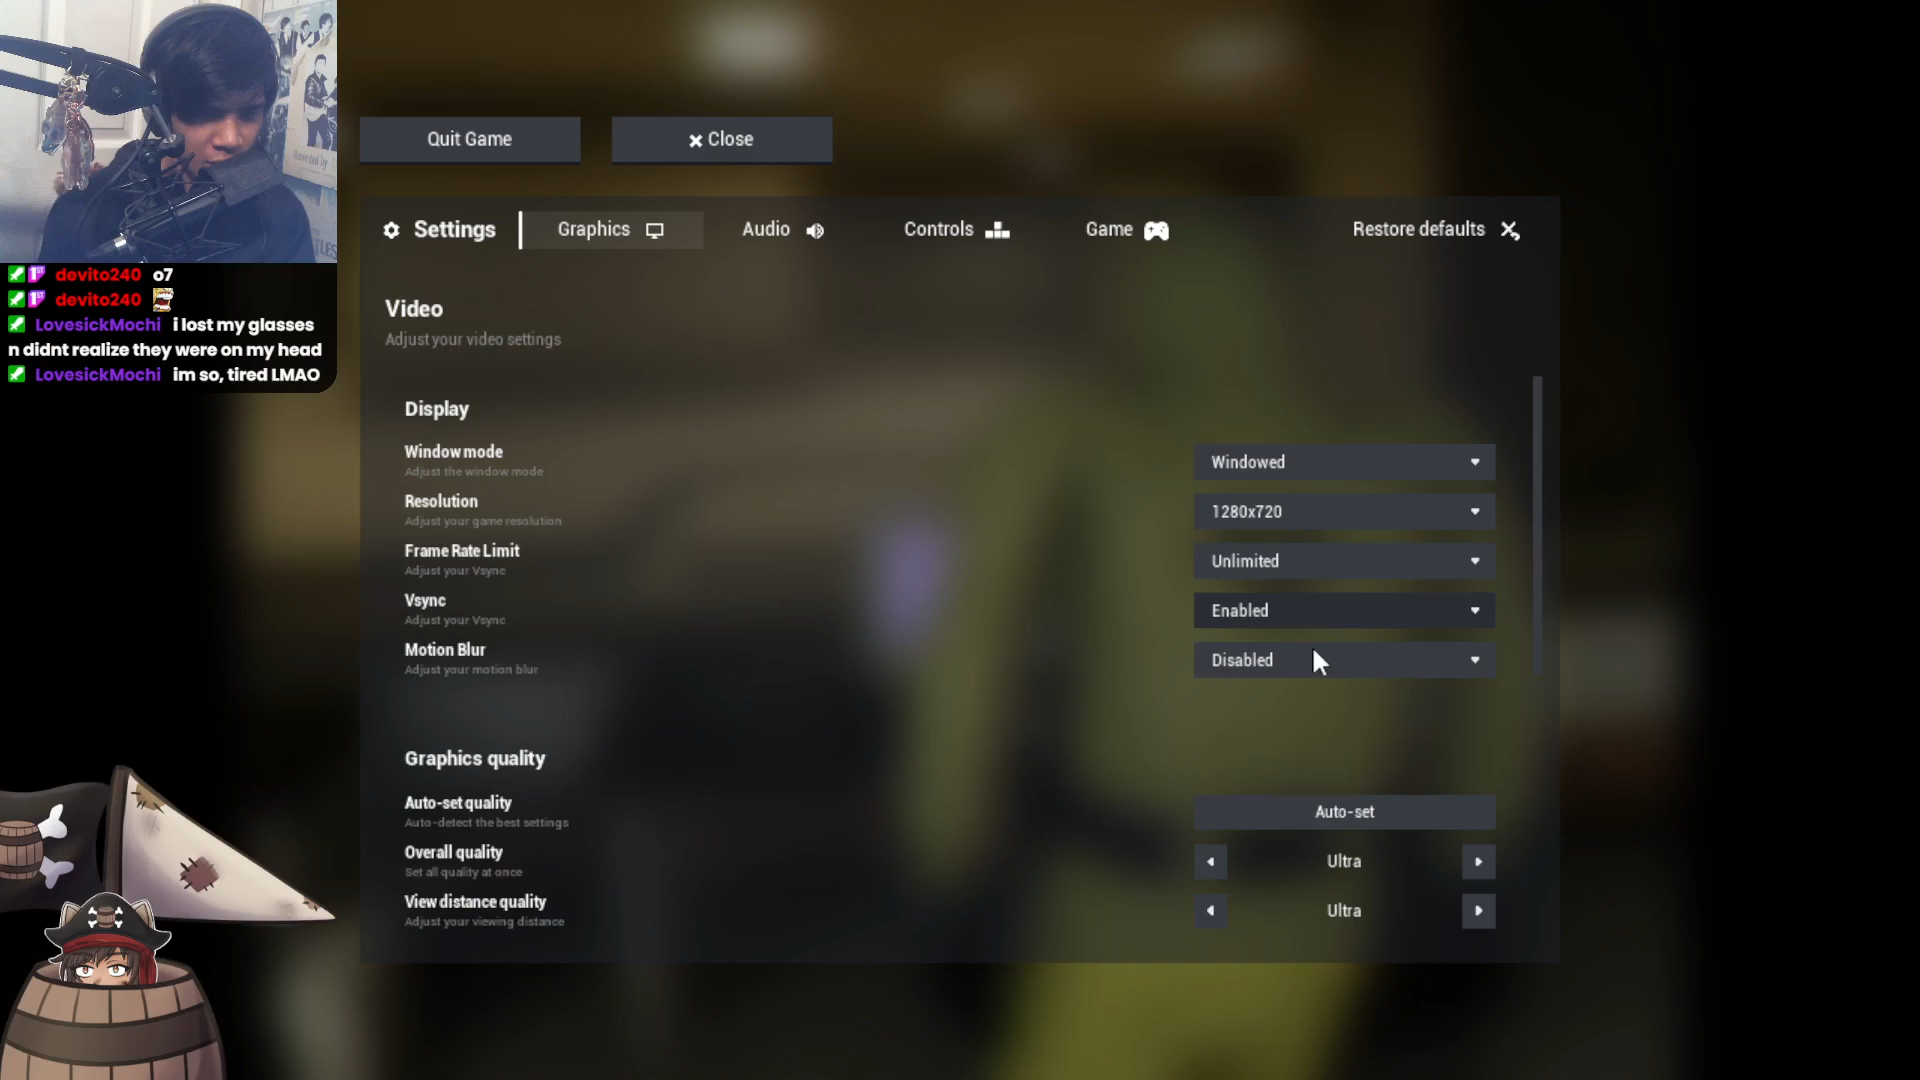 Quit Game
Close
Settings
Graphics
Audio
Controls
Game
Restore defaults
devito240 o7
devito240
LovesickMochi i lost my glasses
n didnt realize they were on my head
LovesickMochi im so, tired LMAO
Video
Adjust your video settings
Display
Window mode
Adjust the window mode
Windowed
Resolution
Adjust your game resolution
1280x720
Frame Rate Limit
Adjust your Vsync
Unlimited
Vsync
Adjust your Vsync
Enabled
Motion Blur
Adjust your motion blur
Disabled
Graphics quality
Auto-set quality
Auto-detect the best settings
Auto-set
Overall quality
Set all quality at once
Ultra
View distance quality
Adjust your viewing distance
Ultra